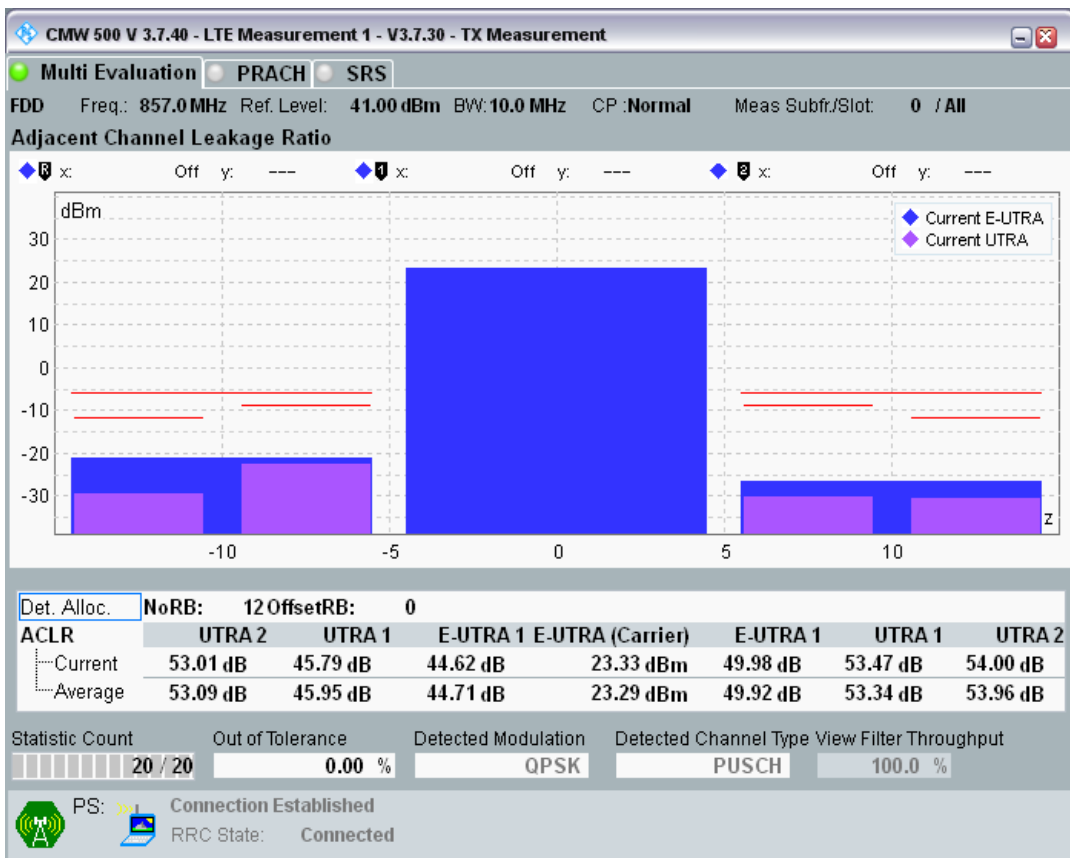 CMW 500 V 3.7.40 - LTE Measurement 1 - V3.7.30 - TX Measurement
Multi Evaluation PRACH SRS
FDD Freq.: 857.0 MHz Ref. Level: 41.00 dBm BW: 10.0 MHz CP :Normal Meas Subfr./Slot: 0 / All
Adjacent Channel Leakage Ratio
R x: Off y: --- 1 x: Off y: --- 2 x: Off y: ---
dBm
Current E-UTRA
Current UTRA
30
20
10
0
-10
-20
-30
z
-10 -5 0 5 10
Det. Alloc. NoRB: 12 OffsetRB: 0
ACLR UTRA 2 UTRA 1 E-UTRA 1 E-UTRA (Carrier) E-UTRA 1 UTRA 1 UTRA 2
Current 53.01 dB 45.79 dB 44.62 dB 23.33 dBm 49.98 dB 53.47 dB 54.00 dB
Average 53.09 dB 45.95 dB 44.71 dB 23.29 dBm 49.92 dB 53.34 dB 53.96 dB
Statistic Count Out of Tolerance Detected Modulation Detected Channel Type View Filter Throughput
20 / 20 0.00 % QPSK PUSCH 100.0 %
PS: Connection Established
RRC State: Connected